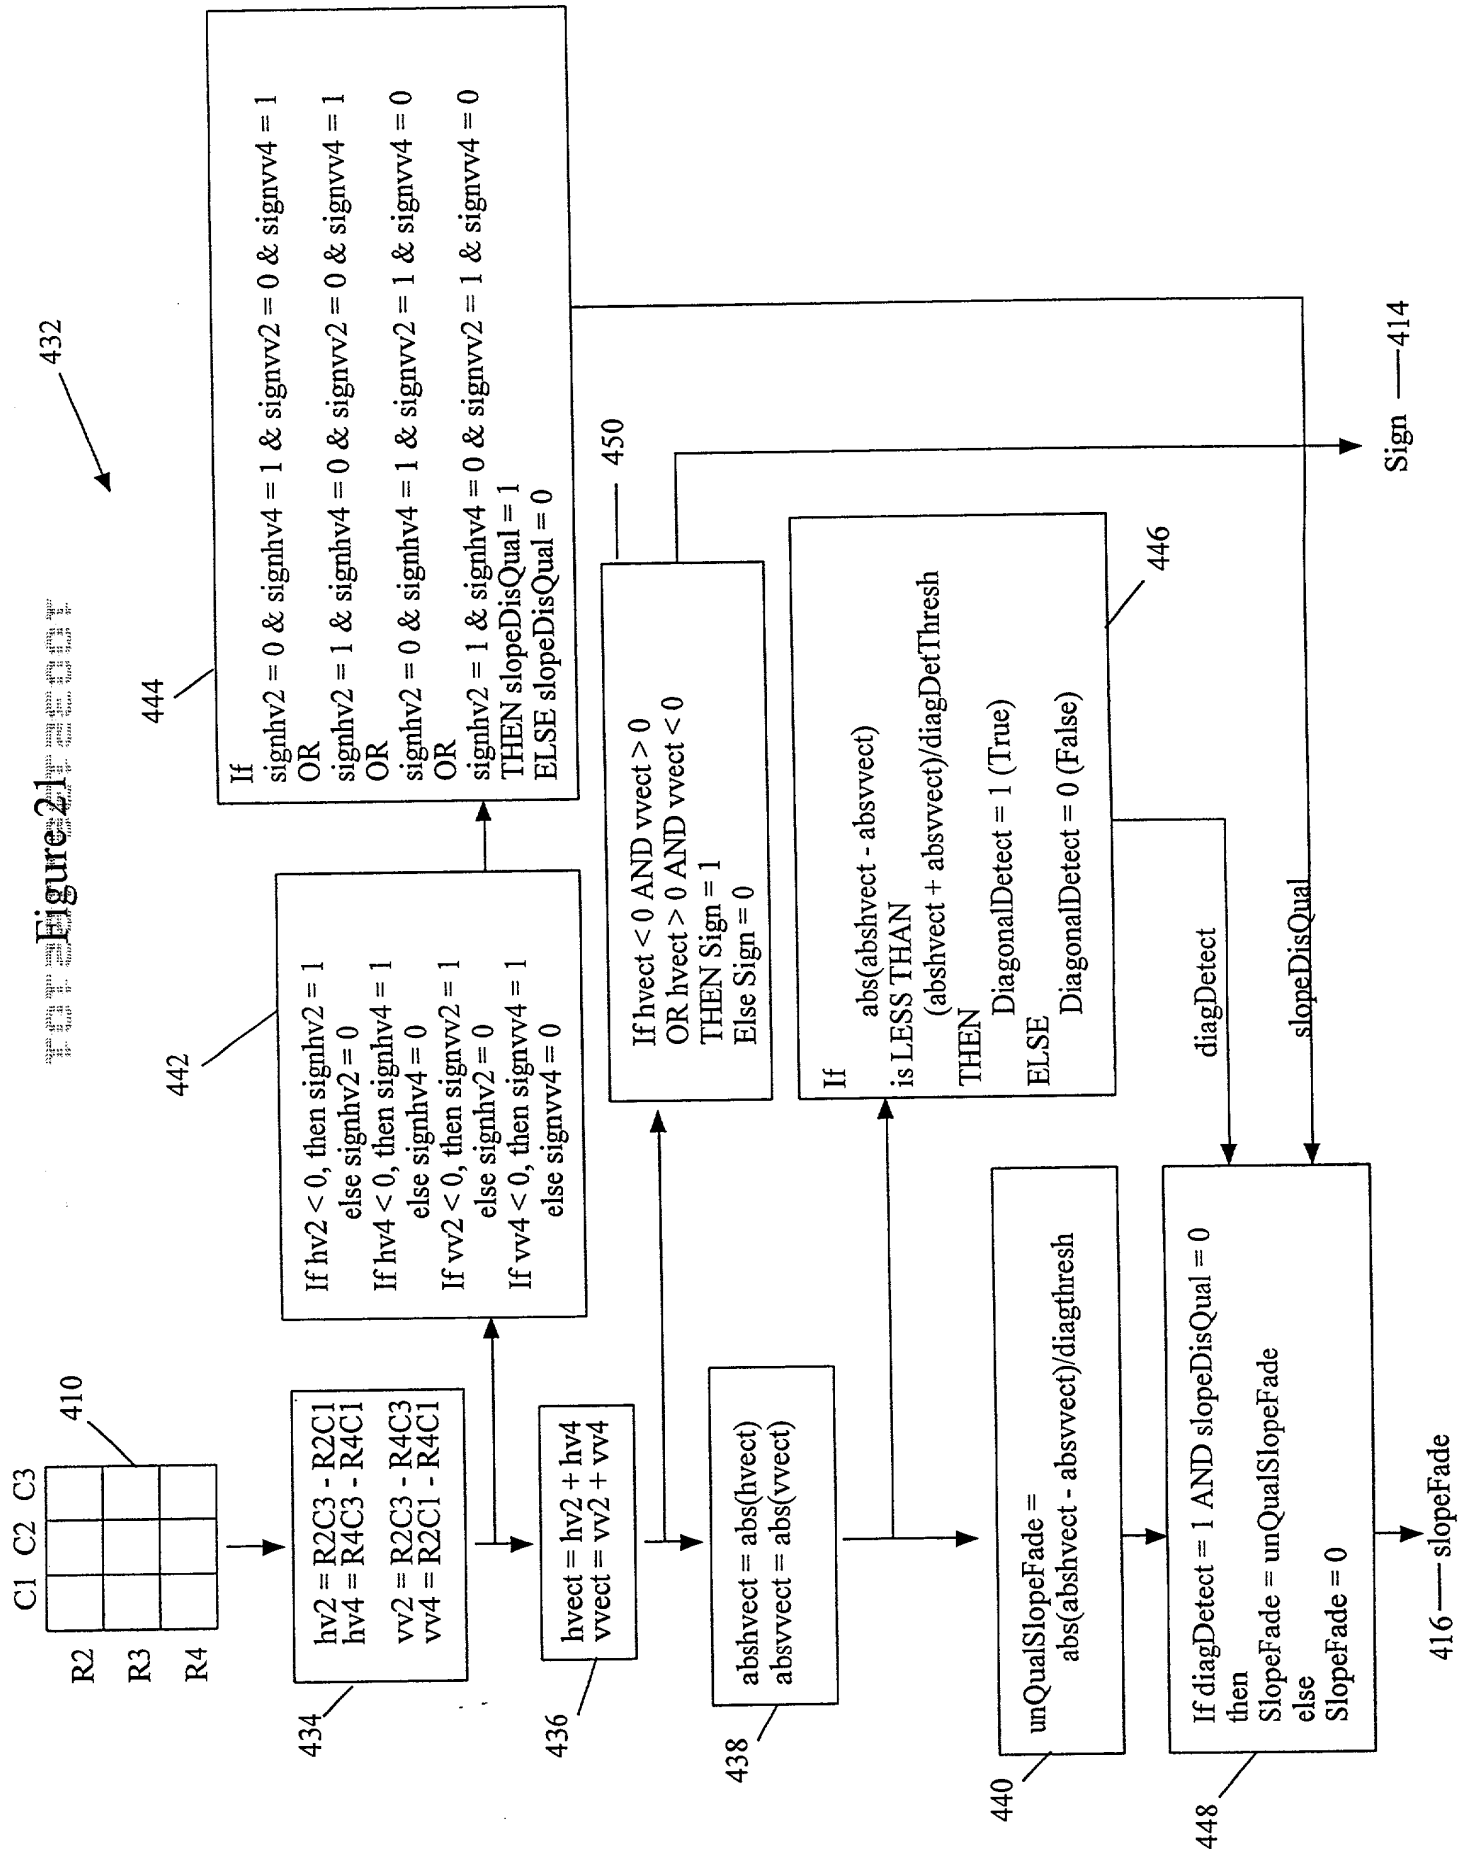 Figure 21
432
C1 C2 C3
R2
R3
R4
410
hv2 = R2C3 - R2C1
hv4 = R4C3 - R4C1
vv2 = R2C3 - R4C3
vv4 = R2C1 - R4C1
434
If hv2 < 0, then signhv2 = 1
else signhv2 = 0
If hv4 < 0, then signhv4 = 1
else signhv4 = 0
If vv2 < 0, then signvv2 = 1
else signhv2 = 0
If vv4 < 0, then signvv4 = 1
else signvv4 = 0
442
If
signhv2 = 0 & signhv4 = 1 & signvv2 = 0 & signvv4 = 1
OR
signhv2 = 1 & signhv4 = 0 & signvv2 = 0 & signvv4 = 1
OR
signhv2 = 0 & signhv4 = 1 & signvv2 = 1 & signvv4 = 0
OR
signhv2 = 1 & signhv4 = 0 & signvv2 = 1 & signvv4 = 0
THEN slopeDisQual = 1
ELSE slopeDisQual = 0
444
hvect = hv2 + hv4
vvect = vv2 + vv4
436
If hvect < 0 AND vvect > 0
OR hvect > 0 AND vvect < 0
THEN Sign = 1
Else Sign = 0
450
abshvect = abs(hvect)
absvvect = abs(vvect)
438
If
abs(abshvect - absvvect)
is LESS THAN
(abshvect + absvvect)/diagDetThresh
THEN
DiagonalDetect = 1 (True)
ELSE
DiagonalDetect = 0 (False)
446
unQualSlopeFade =
abs(abshvect - absvvect)/diagthresh
440
diagDetect
slopeDisQual
If diagDetect = 1 AND slopeDisQual = 0
then
SlopeFade = unQualSlopeFade
else
SlopeFade = 0
448
416 slopeFade
Sign 414